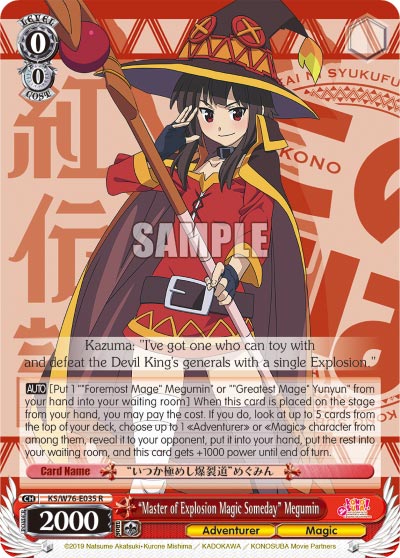 LEVEL
0
0
COST
TAI NI SYUKUFU
KONO
紅伝説
SAMPLE
Kazuma: "I've got one who can toy with
and defeat the Devil King's generals with a single Explosion."
AUTO [Put 1 ""Foremost Mage" Megumin" or ""Greatest Mage" Yunyun" from
your hand into your waiting room] When this card is placed on the stage
from your hand, you may pay the cost. If you do, look at up to 5 cards from
the top of your deck, choose up to 1 «Adventurer» or «Magic» character from
among them, reveal it to your opponent, put it into your hand, put the rest into
your waiting room, and this card gets +1000 power until end of turn.
Card Name
"いつか極めし爆裂道"めぐみん
CH
KS/W76-E035 R
2000
"Master of Explosion Magic Someday" Megumin
Adventurer
Magic
©2019 Natsume Akatsuki・Kurone Mishima / KADOKAWA / KONOSUBA Movie Partners